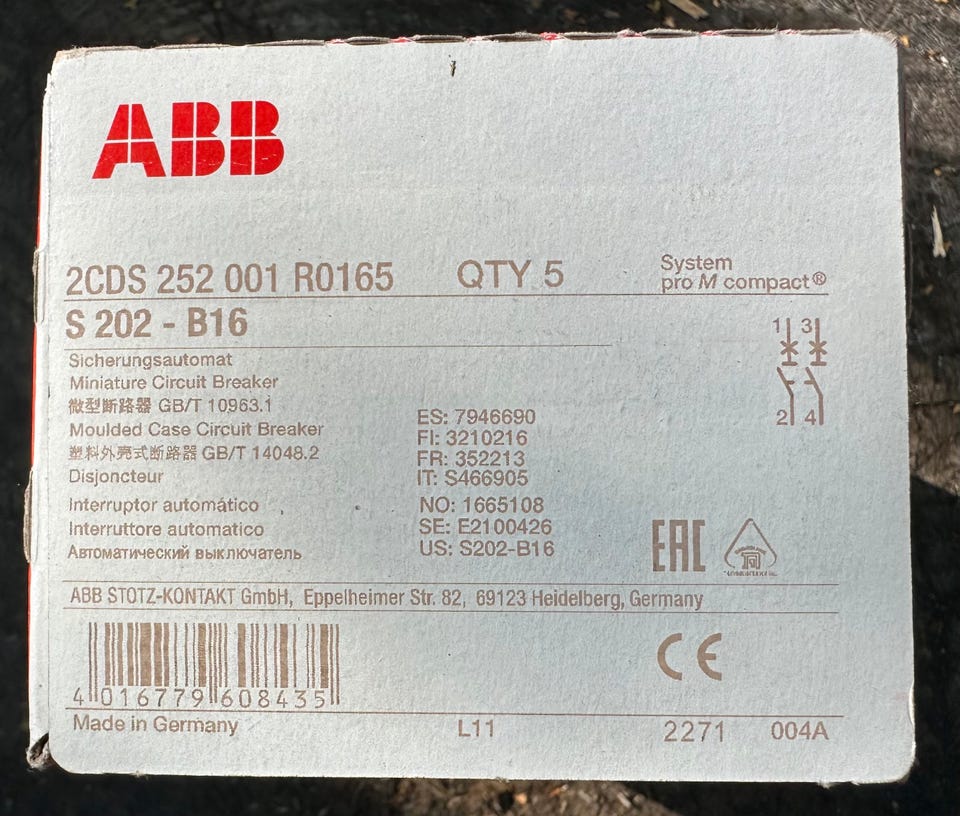 ABB
2CDS 252 001 R0165 QTY 5
System
pro M compact®
S 202 - B16
1 3
2 4
Sicherungsautomat
Miniature Circuit Breaker
微型断路器 GB/T 10963.1
Moulded Case Circuit Breaker
塑料外壳式断路器 GB/T 14048.2
Disjoncteur
Interruptor automático
Interruttore automatico
Автоматический выключатель
ES: 7946690
FI: 3210216
FR: 352213
IT: S466905
NO: 1665108
SE: E2100426
US: S202-B16
EAC
ABB STOTZ-KONTAKT GmbH, Eppelheimer Str. 82, 69123 Heidelberg, Germany
4 016779 608435
CE
Made in Germany L11 2271 004A